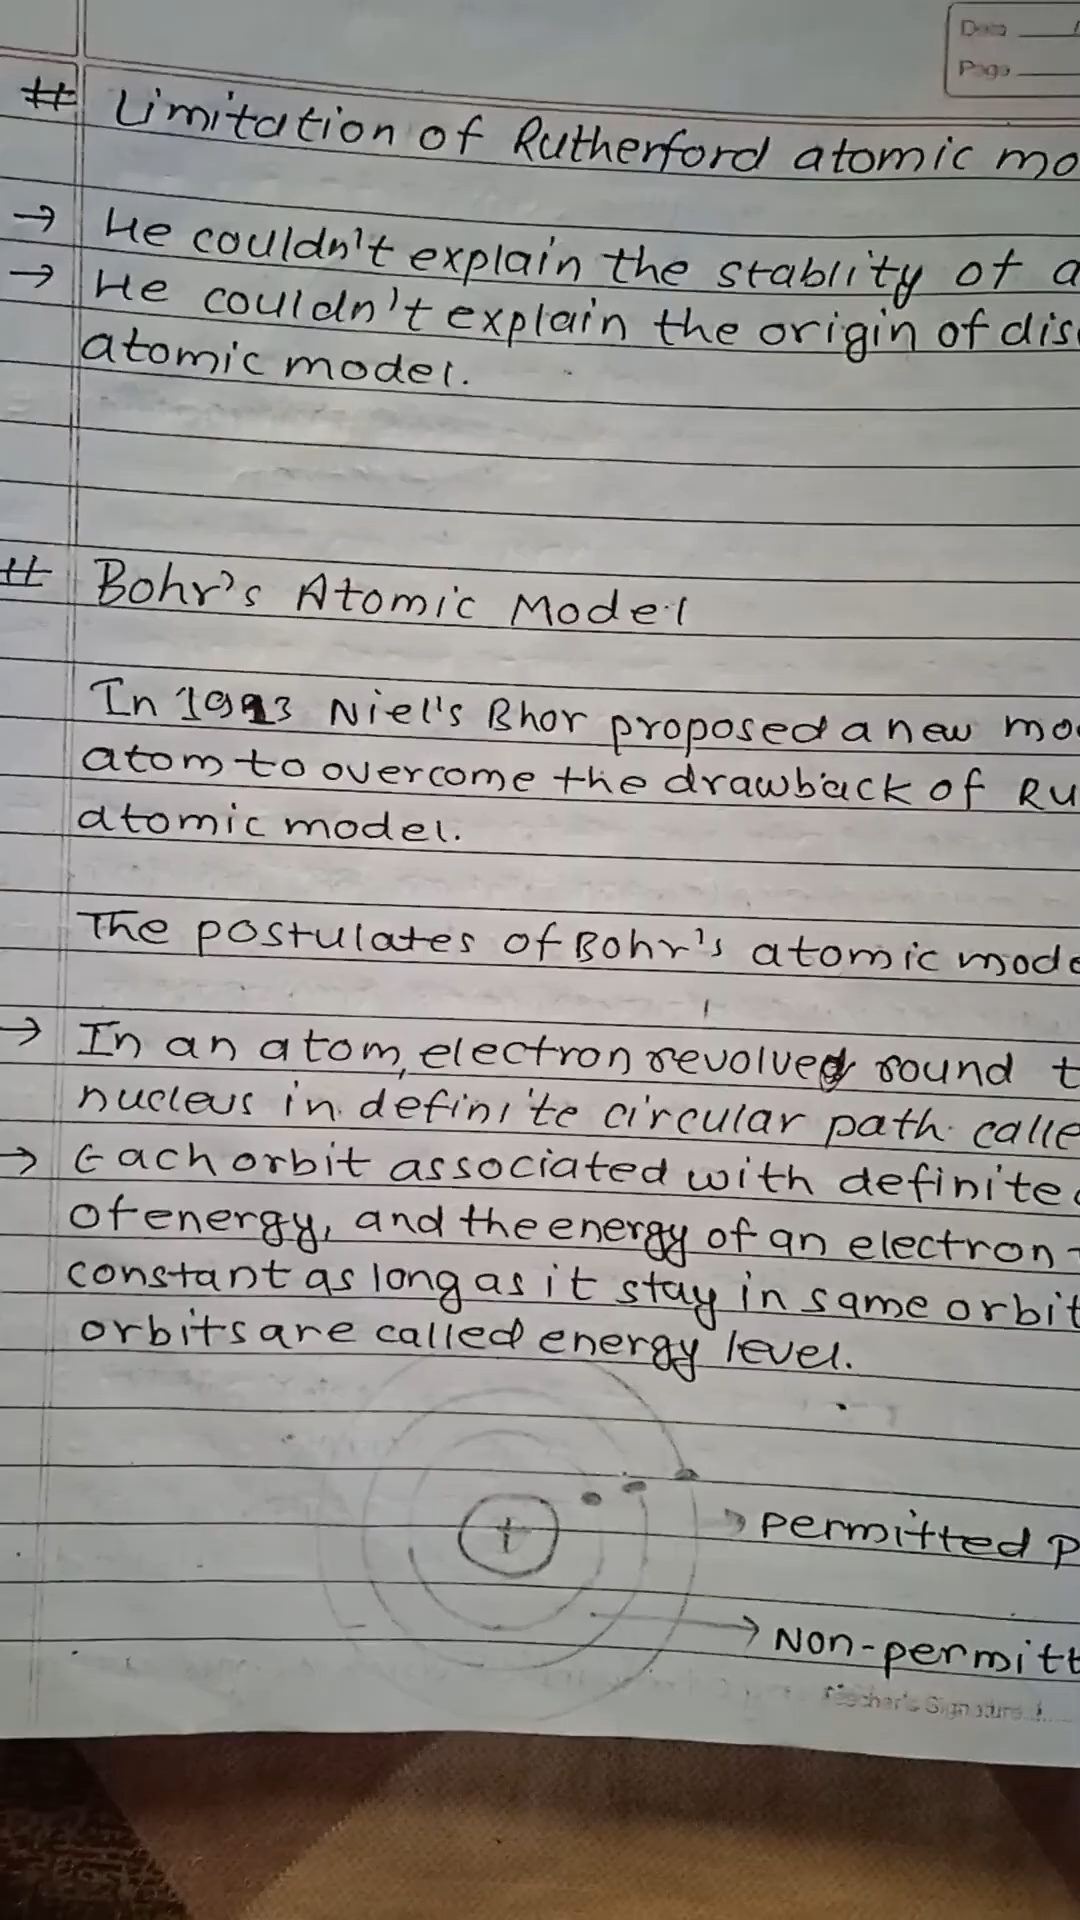 Date
Page
# Limitation of Rutherford atomic mo
→ He couldn't explain the stablity of a
→ He couldn't explain the origin of dis
atomic model.
# Bohr's Atomic Model
In 1913 Niel's Bhor proposed a new mo
atom to overcome the drawback of Ru
atomic model.
The postulates of Bohr's atomic mode
→ In an atom, electron revolved round t
nucleus in definite circular path calle
→ Each orbit associated with definite
of energy, and the energy of an electron
constant as long as it stay in same orbit
orbits are called energy level.
+
→ Permitted P
→ Non-permitt
Teacher's Signature